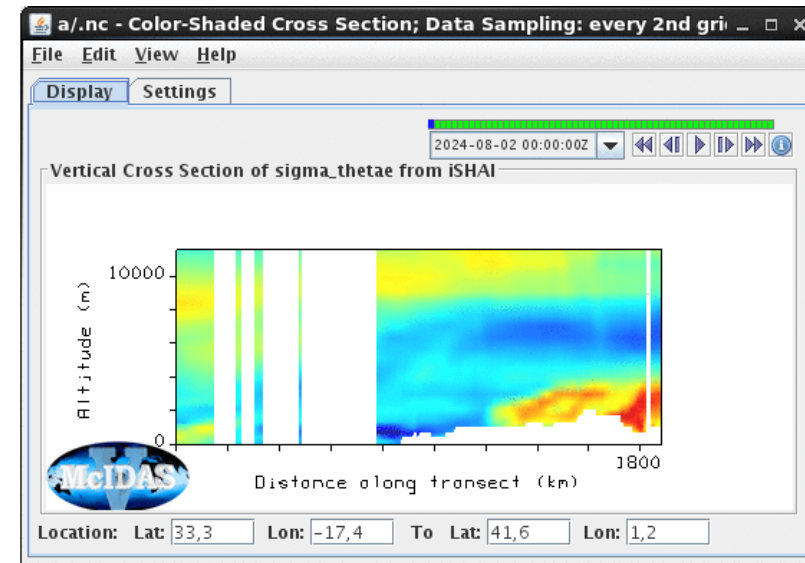 a/.nc - Color-Shaded Cross Section; Data Sampling: every 2nd gri
File Edit View Help
Display Settings
2024-08-02 00:00:00Z
Vertical Cross Section of sigma_thetae from iSHAI
10000
Altitude (m)
0
1800
Distance along transect (km)
McIDAS
V
Location: Lat: 33,3 Lon: -17,4 To Lat: 41,6 Lon: 1,2